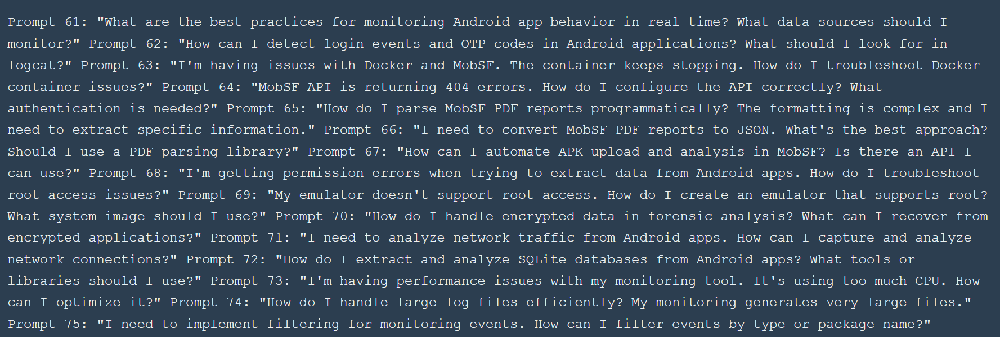 Prompt 61: "What are the best practices for monitoring Android app behavior in real-time? What data sources should I
monitor?" Prompt 62: "How can I detect login events and OTP codes in Android applications? What should I look for in
logcat?" Prompt 63: "I'm having issues with Docker and MobSF. The container keeps stopping. How do I troubleshoot Docker
container issues?" Prompt 64: "MobSF API is returning 404 errors. How do I configure the API correctly? What
authentication is needed?" Prompt 65: "How do I parse MobSF PDF reports programmatically? The formatting is complex and I
need to extract specific information." Prompt 66: "I need to convert MobSF PDF reports to JSON. What's the best approach?
Should I use a PDF parsing library?" Prompt 67: "How can I automate APK upload and analysis in MobSF? Is there an API I
can use?" Prompt 68: "I'm getting permission errors when trying to extract data from Android apps. How do I troubleshoot
root access issues?" Prompt 69: "My emulator doesn't support root access. How do I create an emulator that supports root?
What system image should I use?" Prompt 70: "How do I handle encrypted data in forensic analysis? What can I recover from
encrypted applications?" Prompt 71: "I need to analyze network traffic from Android apps. How can I capture and analyze
network connections?" Prompt 72: "How do I extract and analyze SQLite databases from Android apps? What tools or
libraries should I use?" Prompt 73: "I'm having performance issues with my monitoring tool. It's using too much CPU. How
can I optimize it?" Prompt 74: "How do I handle large log files efficiently? My monitoring generates very large files."
Prompt 75: "I need to implement filtering for monitoring events. How can I filter events by type or package name?"